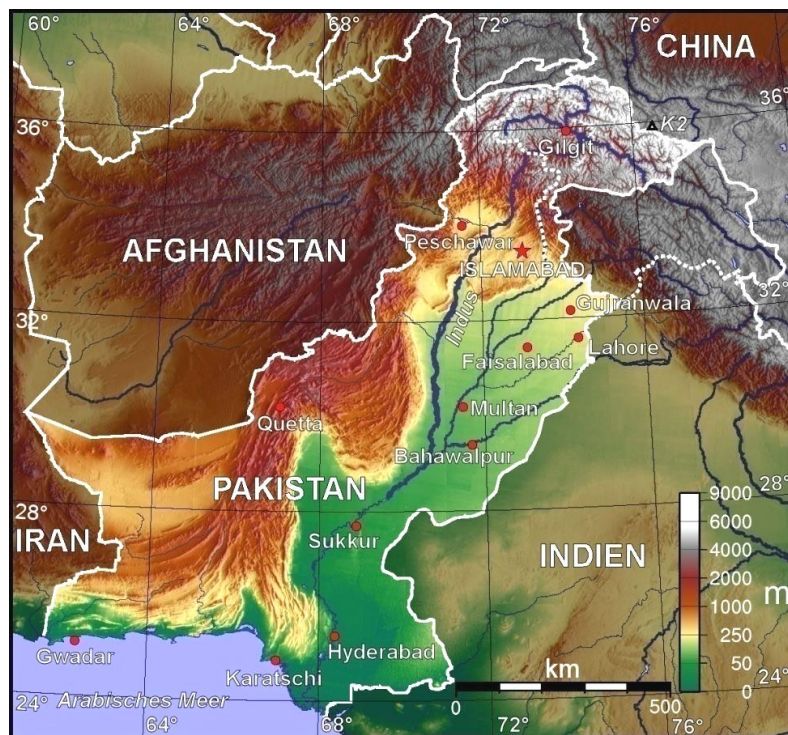 60°
64°
68°
72°
76°
CHINA
36°
36°
K2
Gilgit
AFGHANISTAN
Peschawar
ISLAMABAD
32°
32°
Indus
Gujranwala
Lahore
Faisalabad
Quetta
Multan
Bahawalpur
28°
28°
PAKISTAN
IRAN
Sukkur
INDIEN
9000
6000
4000
2000
1000
250
50
0
m
Gwadar
Karatschi
Hyderabad
km
0
500
24°
24°
Arabisches Meer
64°
68°
72°
76°